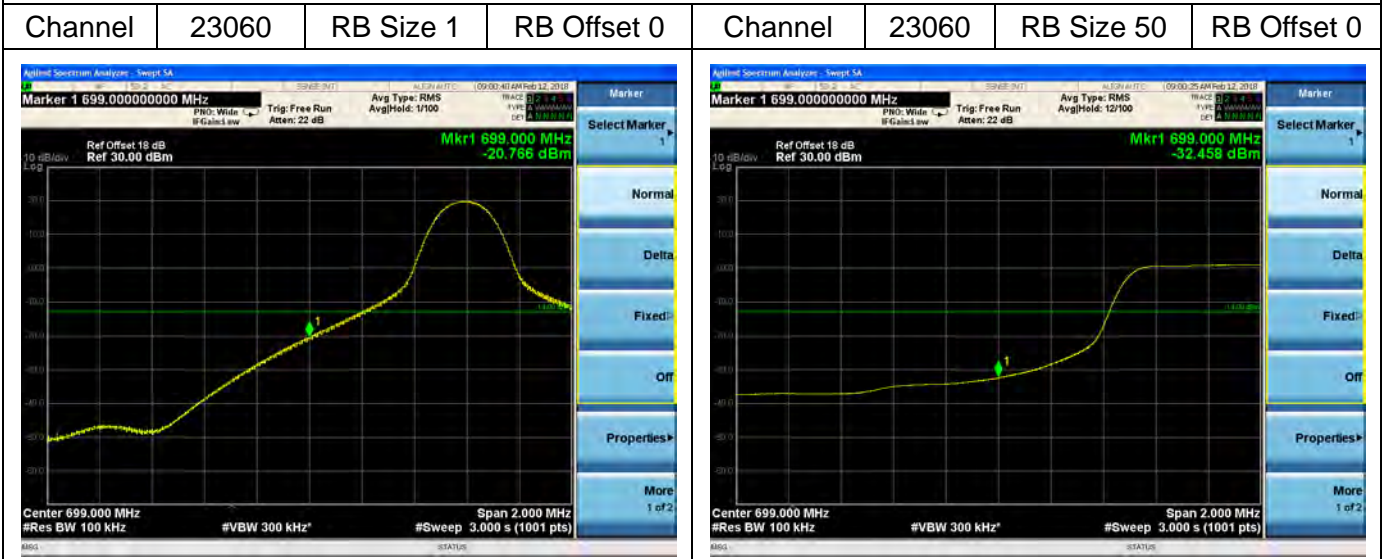 Channel 23060 RB Size 1 RB Offset 0 Channel 23060 RB Size 50 RB Offset 0
Agilent Spectrum Analyzer - Swept SA
09:00:40 AM Feb 12, 2018
Marker 1 699.000000000 MHz
PNO: Wide
IFGain:Low
Trig: Free Run
Atten: 22 dB
Avg Type: RMS
Avg|Hold: 1/100
TRACE
TYPE
DET
Mkr1 699.000 MHz
-20.766 dBm
Ref Offset 18 dB
10 dB/div Ref 30.00 dBm
Log
Center 699.000 MHz
Span 2.000 MHz
#Res BW 100 kHz
#VBW 300 kHz*
#Sweep 3.000 s (1001 pts)
MSG
STATUS
1
Marker
Select Marker
1
Normal
Delta
Fixed
Off
Properties
More
1 of 2
Agilent Spectrum Analyzer - Swept SA
09:00:25 AM Feb 12, 2018
Marker 1 699.000000000 MHz
PNO: Wide
IFGain:Low
Trig: Free Run
Atten: 22 dB
Avg Type: RMS
Avg|Hold: 12/100
TRACE
TYPE
DET
Mkr1 699.000 MHz
-32.458 dBm
Ref Offset 18 dB
10 dB/div Ref 30.00 dBm
Log
Center 699.000 MHz
Span 2.000 MHz
#Res BW 100 kHz
#VBW 300 kHz*
#Sweep 3.000 s (1001 pts)
MSG
STATUS
1
Marker
Select Marker
1
Normal
Delta
Fixed
Off
Properties
More
1 of 2